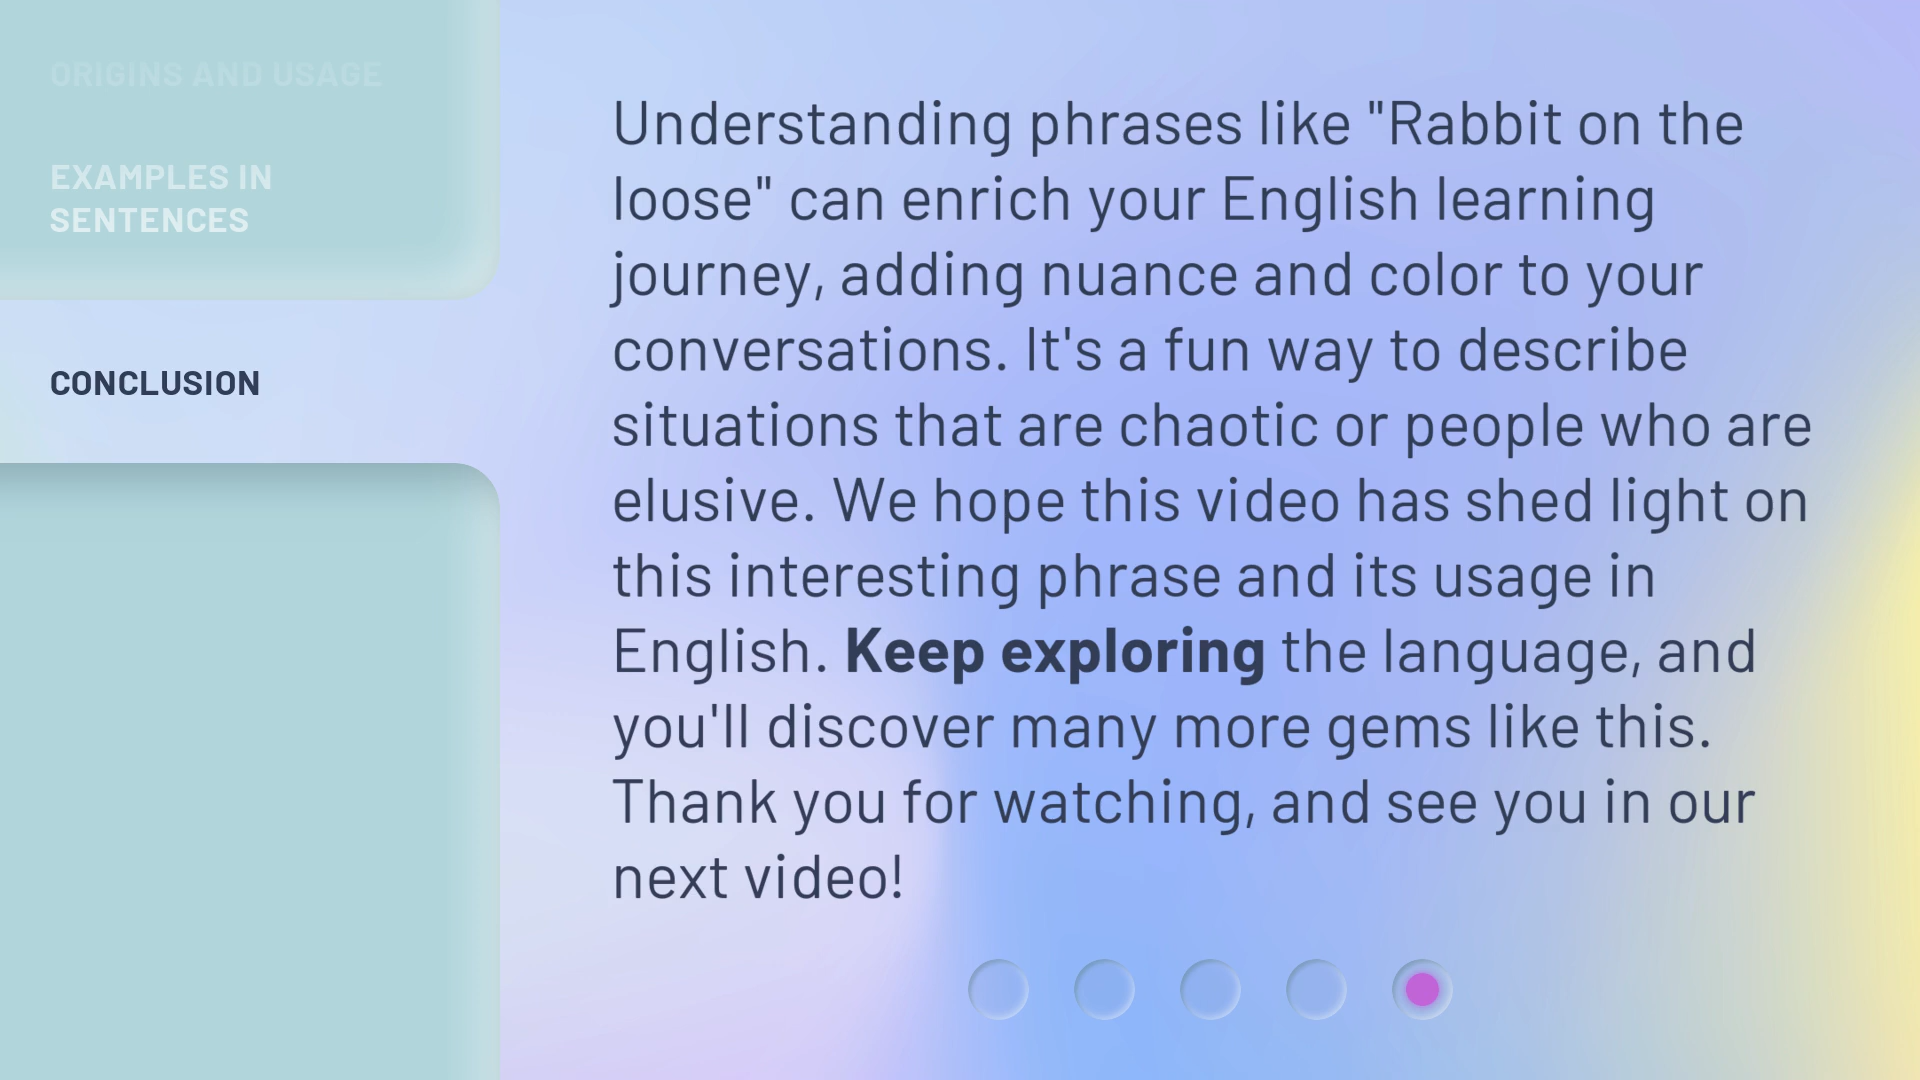 ORIGINS AND USAGE
EXAMPLES IN
SENTENCES
CONCLUSION
Understanding phrases like "Rabbit on the
loose" can enrich your English learning
journey, adding nuance and color to your
conversations. It's a fun way to describe
situations that are chaotic or people who are
elusive. We hope this video has shed light on
this interesting phrase and its usage in
English. Keep exploring the language, and
you'll discover many more gems like this.
Thank you for watching, and see you in our
next video!